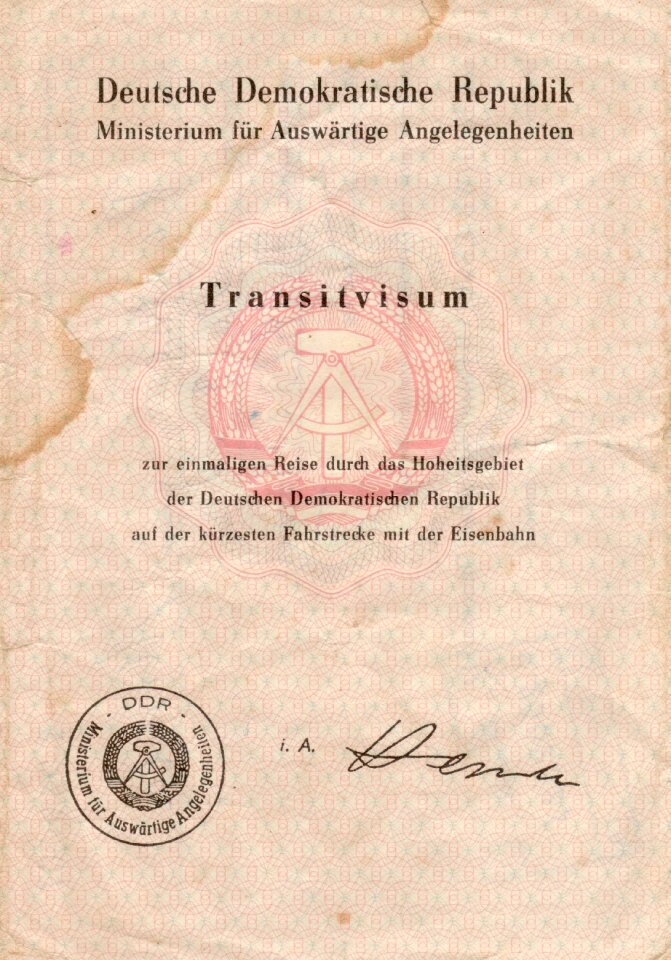 Deutsche Demokratische Republik
Ministerium für Auswärtige Angelegenheiten
Transitvisum
zur einmaligen Reise durch das Hoheitsgebiet
der Deutschen Demokratischen Republik
auf der kürzesten Fahrstrecke mit der Eisenbahn
· DDR ·
Ministerium für Auswärtige Angelegenheiten
i. A.